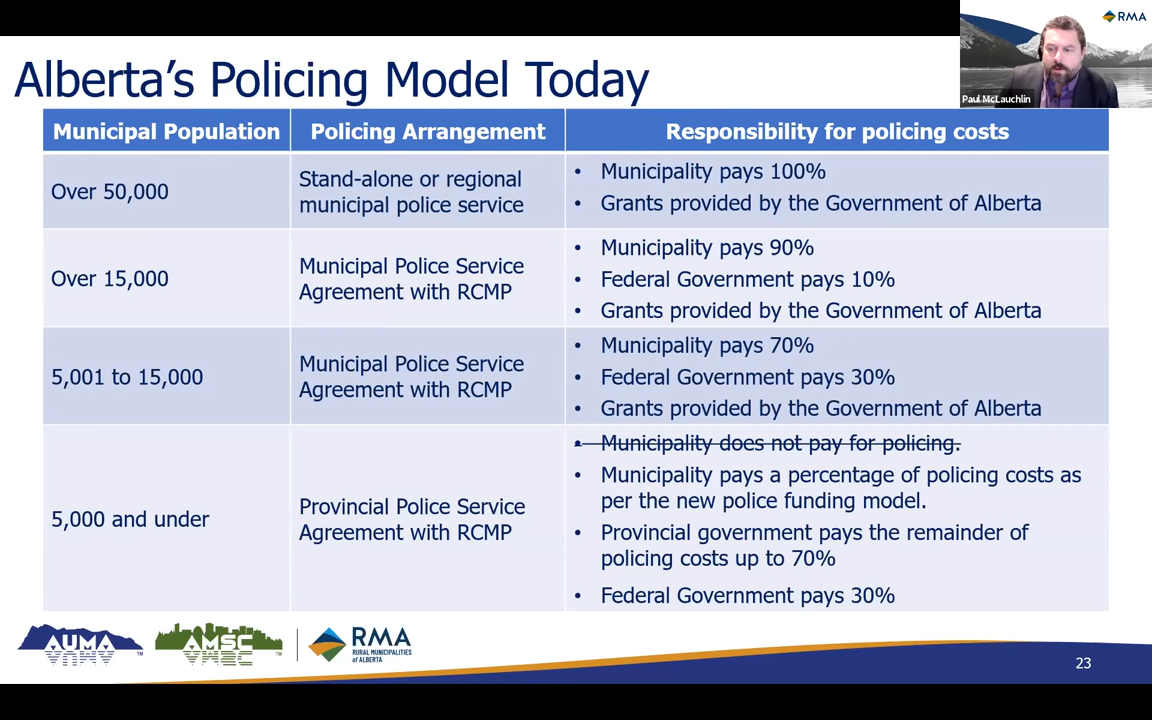 RMA
Paul McLauchlin
Alberta's Policing Model Today
Municipal Population
Policing Arrangement
Responsibility for policing costs
Over 50,000
Stand-alone or regional
municipal police service
• Municipality pays 100%
• Grants provided by the Government of Alberta
Over 15,000
Municipal Police Service
Agreement with RCMP
• Municipality pays 90%
• Federal Government pays 10%
• Grants provided by the Government of Alberta
5,001 to 15,000
Municipal Police Service
Agreement with RCMP
• Municipality pays 70%
• Federal Government pays 30%
• Grants provided by the Government of Alberta
5,000 and under
Provincial Police Service
Agreement with RCMP
• Municipality does not pay for policing.
• Municipality pays a percentage of policing costs as
per the new police funding model.
• Provincial government pays the remainder of
policing costs up to 70%
• Federal Government pays 30%
AUMA
TM
AMSC
TM
RMA
RURAL MUNICIPALITIES
of ALBERTA
23